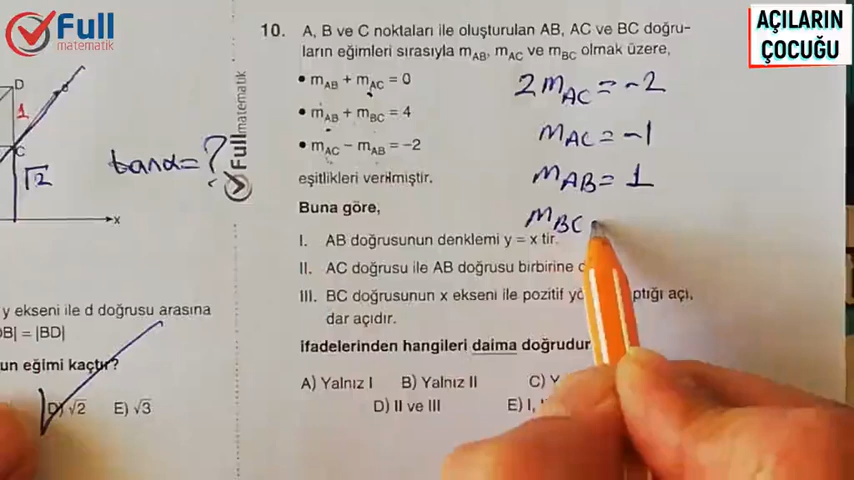 Full
matematik
AÇILARIN
ÇOCUĞU
D
1
C
√2
x
tanα=?
Full matematik
y ekseni ile d doğrusu arasına
OB| = |BD|
un eğimi kaçtır?
D) √2 E) √3
10. A, B ve C noktaları ile oluşturulan AB, AC ve BC doğru-
ların eğimleri sırasıyla mAB, mAC ve mBC olmak üzere,
• mAB + mAC = 0
• mAB + mBC = 4
• mAC – mAB = –2
eşitlikleri verilmiştir.
Buna göre,
I. AB doğrusunun denklemi y = x tir.
II. AC doğrusu ile AB doğrusu birbirine
III. BC doğrusunun x ekseni ile pozitif açı,
dar açıdır.
ifadelerinden hangileri daima doğrudur
A) Yalnız I B) Yalnız II C)
D) II ve III E) I,
2mAC = -2
mAC = -1
mAB = 1
mBC